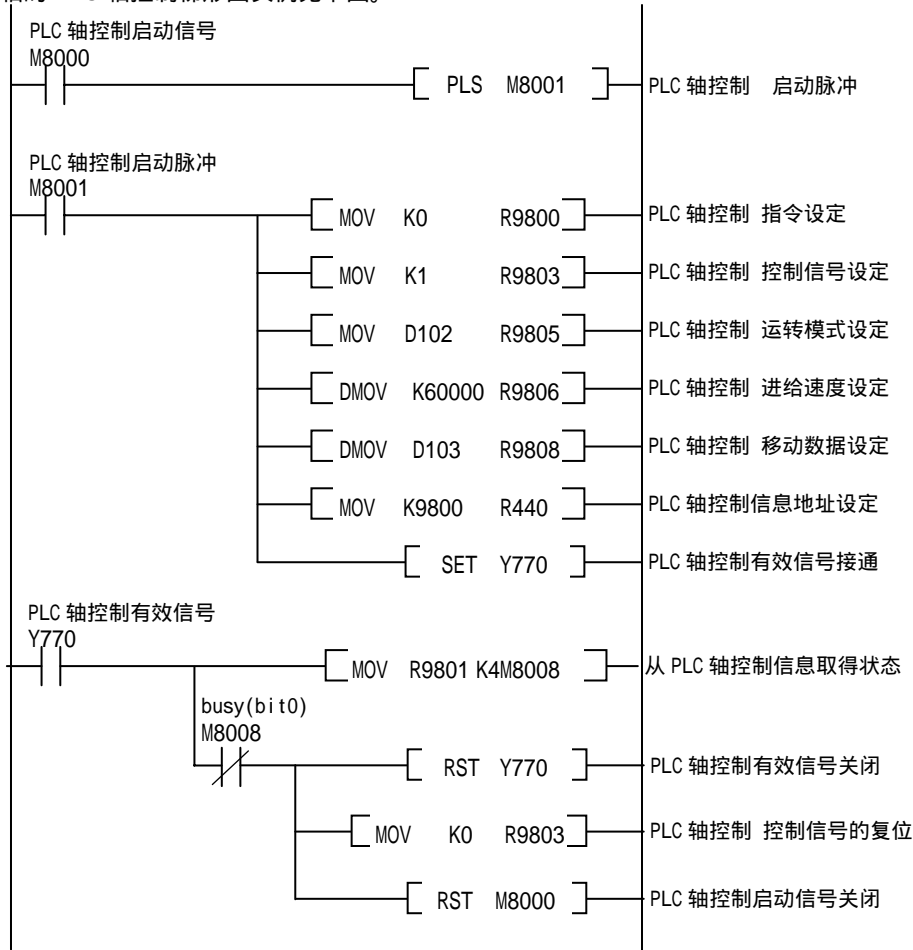 PLC 轴控制启动信号
M8000
PLS M8001 PLC 轴控制 启动脉冲
PLC 轴控制启动脉冲
M8001
MOV K0 R9800 PLC 轴控制 指令设定
MOV K1 R9803 PLC 轴控制 控制信号设定
MOV D102 R9805 PLC 轴控制 运转模式设定
DMOV K60000 R9806 PLC 轴控制 进给速度设定
DMOV D103 R9808 PLC 轴控制 移动数据设定
MOV K9800 R440 PLC 轴控制信息地址设定
SET Y770 PLC 轴控制有效信号接通
PLC 轴控制有效信号
Y770
MOV R9801 K4M8008 从 PLC 轴控制信息取得状态
busy(bit0)
M8008
RST Y770 PLC 轴控制有效信号关闭
MOV K0 R9803 PLC 轴控制 控制信号的复位
RST M8000 PLC 轴控制启动信号关闭